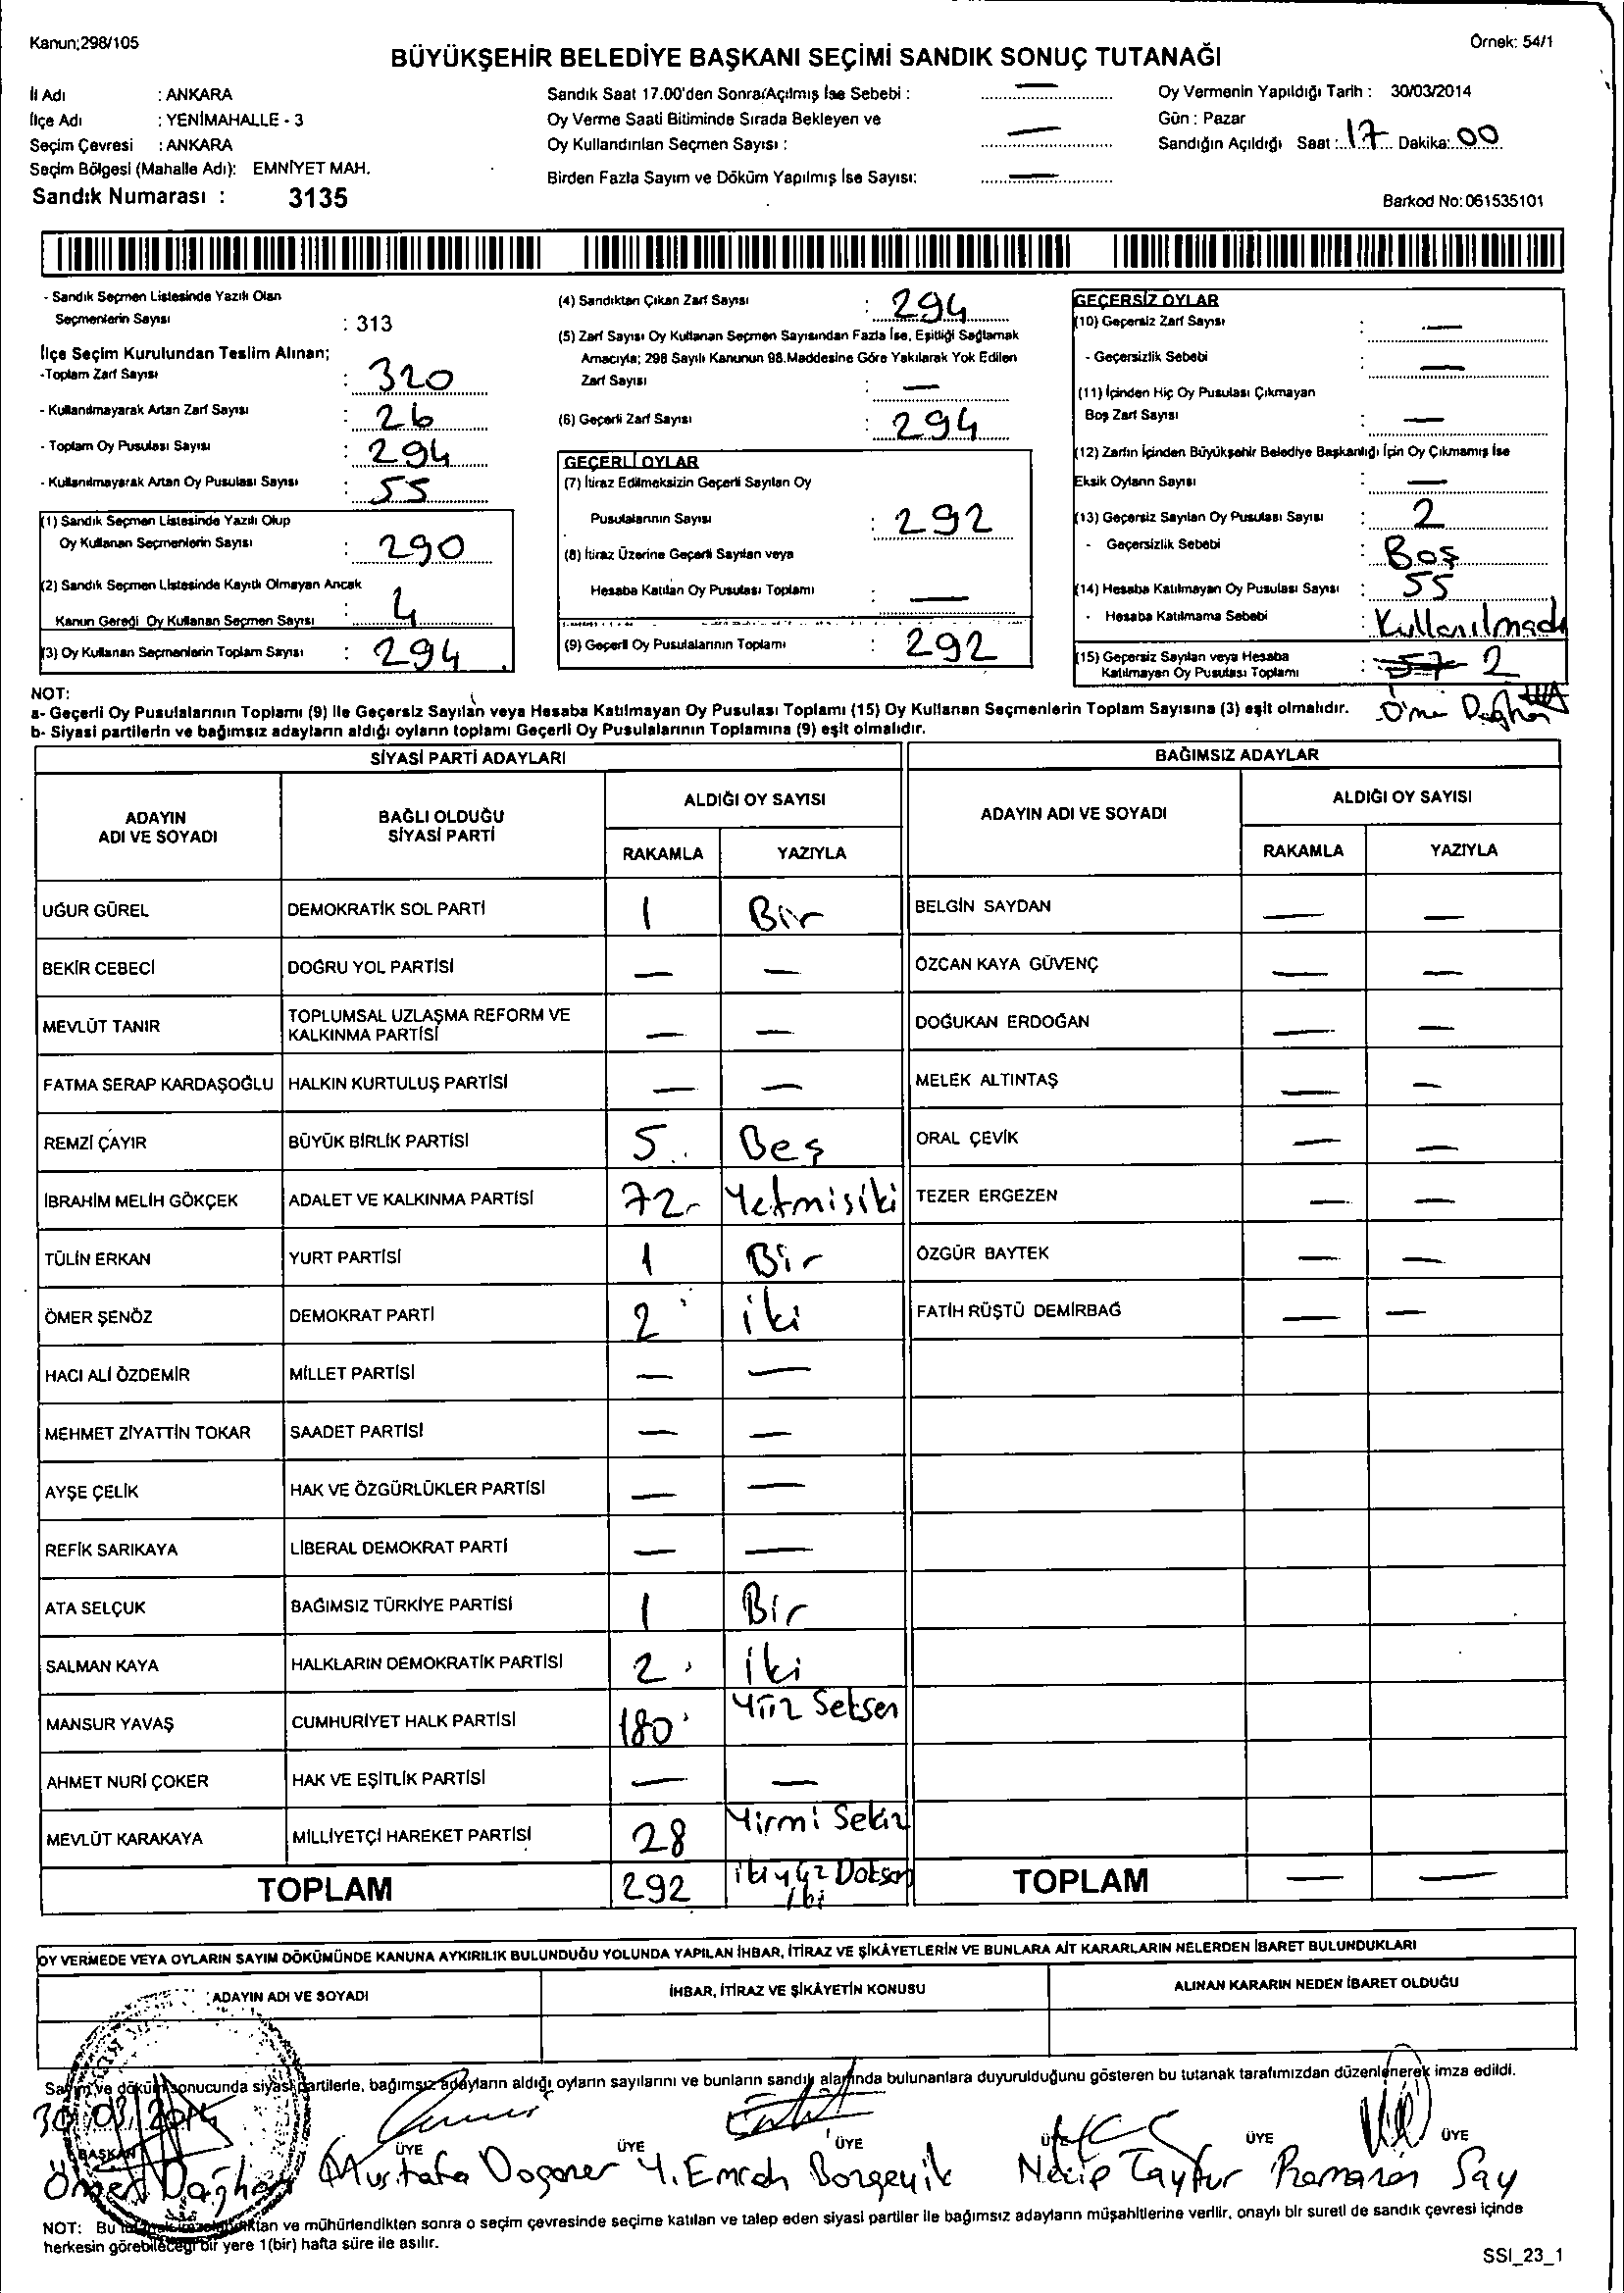 Kanun;298/105
Örnek: 54/1
BÜYÜKŞEHİR BELEDİYE BAŞKANI SEÇİMİ SANDIK SONUÇ TUTANAĞI
İl Adı : ANKARA
İlçe Adı : YENİMAHALLE - 3
Seçim Çevresi : ANKARA
Seçim Bölgesi (Mahalle Adı): EMNİYET MAH.
Sandık Numarası : 3135
Sandık Saat 17.00'den Sonra Açılmış İse Sebebi : —
Oy Verme Saati Bitiminde Sırada Bekleyen ve
Oy Kullandırılan Seçmen Sayısı : —
Birden Fazla Sayım ve Döküm Yapılmış İse Sayısı: —
Oy Vermenin Yapıldığı Tarih : 30/03/2014
Gün : Pazar
Sandığın Açıldığı Saat : 17 Dakika: 00
Barkod No: 061535101
- Sandık Seçmen Listesinde Yazılı Olan
Seçmenlerin Sayısı : 313
İlçe Seçim Kurulundan Teslim Alınan;
-Toplam Zarf Sayısı : 320
- Kullanılmayarak Artan Zarf Sayısı : 26
- Toplam Oy Pusulası Sayısı : 294
- Kullanılmayarak Artan Oy Pusulası Sayısı : 55
(1) Sandık Seçmen Listesinde Yazılı Olup
Oy Kullanan Seçmenlerin Sayısı : 290
(2) Sandık Seçmen Listesinde Kayıtlı Olmayan Ancak
Kanun Gereği Oy Kullanan Seçmen Sayısı : 4
(3) Oy Kullanan Seçmenlerin Toplam Sayısı : 294
(4) Sandıktan Çıkan Zarf Sayısı : 294
(5) Zarf Sayısı Oy Kullanan Seçmen Sayısından Fazla İse, Eşitliği Sağlamak
Amacıyla; 298 Sayılı Kanunun 98.Maddesine Göre Yakılarak Yok Edilen
Zarf Sayısı : —
(6) Geçerli Zarf Sayısı : 294
GEÇERLİ OYLAR
(7) İtiraz Edilmeksizin Geçerli Sayılan Oy
Pusulalarının Sayısı : 292
(8) İtiraz Üzerine Geçerli Sayılan veya
Hesaba Katılan Oy Pusulası Toplamı : —
(9) Geçerli Oy Pusulalarının Toplamı : 292
GEÇERSİZ OYLAR
(10) Geçersiz Zarf Sayısı : —
- Geçersizlik Sebebi : —
(11) İçinden Hiç Oy Pusulası Çıkmayan
Boş Zarf Sayısı : —
(12) Zarfın İçinden Büyükşehir Belediye Başkanlığı İçin Oy Çıkmamış İse
Eksik Oyların Sayısı : —
(13) Geçersiz Sayılan Oy Pusulası Sayısı : 2
- Geçersizlik Sebebi : Boş
(14) Hesaba Katılmayan Oy Pusulası Sayısı : 55
- Hesaba Katılmama Sebebi : Kullanılmadı
(15) Geçersiz Sayılan veya Hesaba
Katılmayan Oy Pusulası Toplamı : 57 2
NOT:
a- Geçerli Oy Pusulalarının Toplamı (9) ile Geçersiz Sayılan veya Hesaba Katılmayan Oy Pusulası Toplamı (15) Oy Kullanan Seçmenlerin Toplam Sayısına (3) eşit olmalıdır.
b- Siyasi partilerin ve bağımsız adayların aldığı oyların toplamı Geçerli Oy Pusulalarının Toplamına (9) eşit olmalıdır.
SİYASİ PARTİ ADAYLARI BAĞIMSIZ ADAYLAR
ADAYIN ADI VE SOYADI BAĞLI OLDUĞU SİYASİ PARTİ ALDIĞI OY SAYISI ADAYIN ADI VE SOYADI ALDIĞI OY SAYISI
RAKAMLA YAZIYLA RAKAMLA YAZIYLA
UĞUR GÜREL DEMOKRATİK SOL PARTİ 1 Bir BELGİN SAYDAN — —
BEKİR CEBECİ DOĞRU YOL PARTİSİ — — ÖZCAN KAYA GÜVENÇ — —
MEVLÜT TANIR TOPLUMSAL UZLAŞMA REFORM VE KALKINMA PARTİSİ — — DOĞUKAN ERDOĞAN — —
FATMA SERAP KARDAŞOĞLU HALKIN KURTULUŞ PARTİSİ — — MELEK ALTINTAŞ — —
REMZİ ÇAYIR BÜYÜK BİRLİK PARTİSİ 5 Beş ORAL ÇEVİK — —
İBRAHİM MELİH GÖKÇEK ADALET VE KALKINMA PARTİSİ 72 Yetmisiki TEZER ERGEZEN — —
TÜLİN ERKAN YURT PARTİSİ 1 Bir ÖZGÜR BAYTEK — —
ÖMER ŞENÖZ DEMOKRAT PARTİ 2 iki FATİH RÜŞTÜ DEMİRBAĞ — —
HACI ALİ ÖZDEMİR MİLLET PARTİSİ — —
MEHMET ZİYATTİN TOKAR SAADET PARTİSİ — —
AYŞE ÇELİK HAK VE ÖZGÜRLÜKLER PARTİSİ — —
REFİK SARIKAYA LİBERAL DEMOKRAT PARTİ — —
ATA SELÇUK BAĞIMSIZ TÜRKİYE PARTİSİ 1 Bir
SALMAN KAYA HALKLARIN DEMOKRATİK PARTİSİ 2 iki
MANSUR YAVAŞ CUMHURİYET HALK PARTİSİ 180 Yüz Seksen
AHMET NURİ ÇOKER HAK VE EŞİTLİK PARTİSİ — —
MEVLÜT KARAKAYA MİLLİYETÇİ HAREKET PARTİSİ 28 Yirmi Sekiz
TOPLAM 292 ikiyüz Doksan iki TOPLAM — —
OY VERMEDE VEYA OYLARIN SAYIM DÖKÜMÜNDE KANUNA AYKIRILIK BULUNDUĞU YOLUNDA YAPILAN İHBAR, İTİRAZ VE ŞİKÂYETLERİN VE BUNLARA AİT KARARLARIN NELERDEN İBARET BULUNDUKLARI
ADAYIN ADI VE SOYADI İHBAR, İTİRAZ VE ŞİKÂYETİN KONUSU ALINAN KARARIN NEDEN İBARET OLDUĞU
Sayım ve döküm sonucunda siyasi partilerle, bağımsız adayların aldığı oyların sayılarını ve bunların sandık alanında bulunanlara duyurulduğunu gösteren bu tutanak tarafımızdan düzenlenerek imza edildi.
30/03/2014
BAŞKAN ÜYE ÜYE ÜYE ÜYE ÜYE ÜYE
Ömer Dağhan Mustafa Doganer Y. Emrah Bozgeyik Necip Tayfur Ramazan Say
NOT: Bu ve mühürlendikten sonra o seçim çevresinde seçime katılan ve talep eden siyasi partiler ile bağımsız adayların müşahitlerine verilir, onaylı bir sureti de sandık çevresi içinde
herkesin görebileceği bir yere 1(bir) hafta süre ile asılır.
SSI_23_1